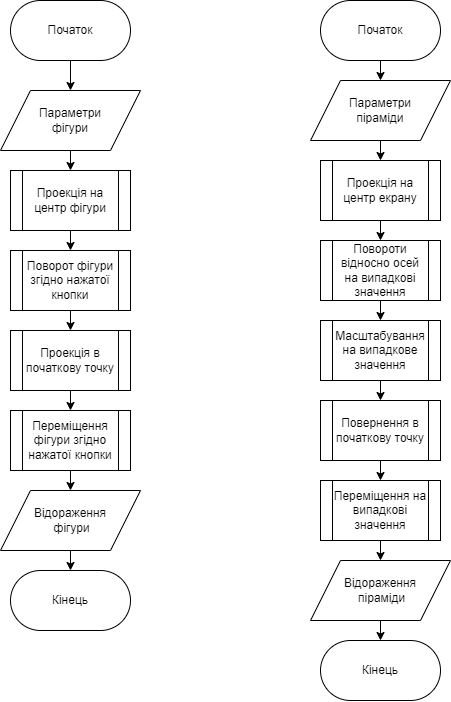 Початок
Параметри
фігури
Проекція на
центр фігури
Поворот фігури
згідно нажатої
кнопки
Проекція в
початкову точку
Переміщення
фігури згідно
нажатої кнопки
Відораження
фігури
Кінець
Початок
Параметри
піраміди
Проекція на
центр екрану
Повороти
відносно осей
на випадкові
значення
Масштабування
на випадкове
значення
Повернення в
початкову точку
Переміщення на
випадкові
значення
Відораження
піраміди
Кінець